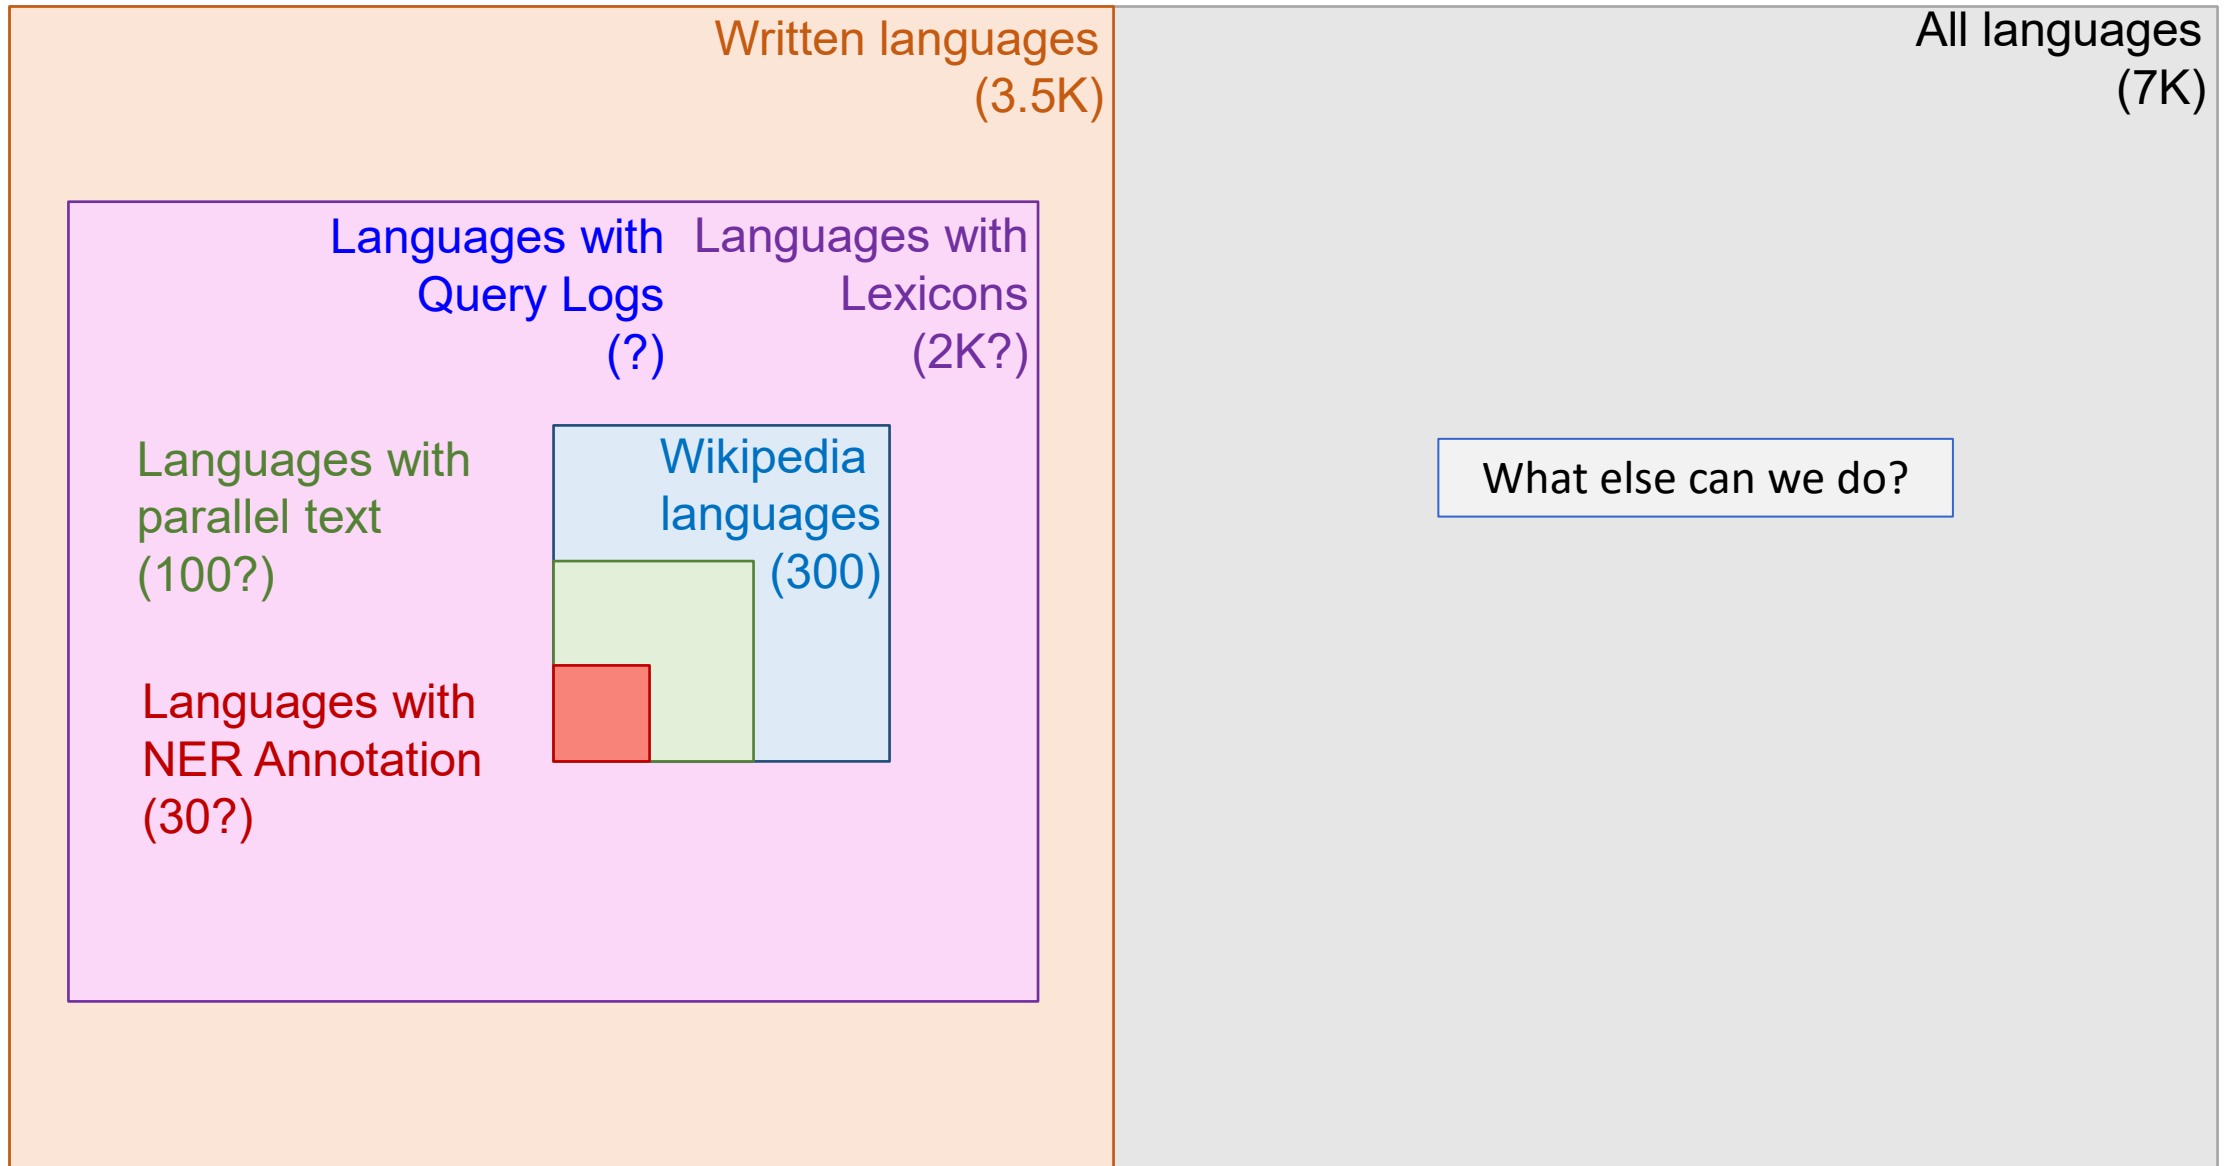 Written languages
(3.5K)
All languages
(7K)
Languages with
Query Logs
(?)
Languages with
Lexicons
(2K?)
Languages with
parallel text
(100?)
Wikipedia
languages
(300)
What else can we do?
Languages with
NER Annotation
(30?)